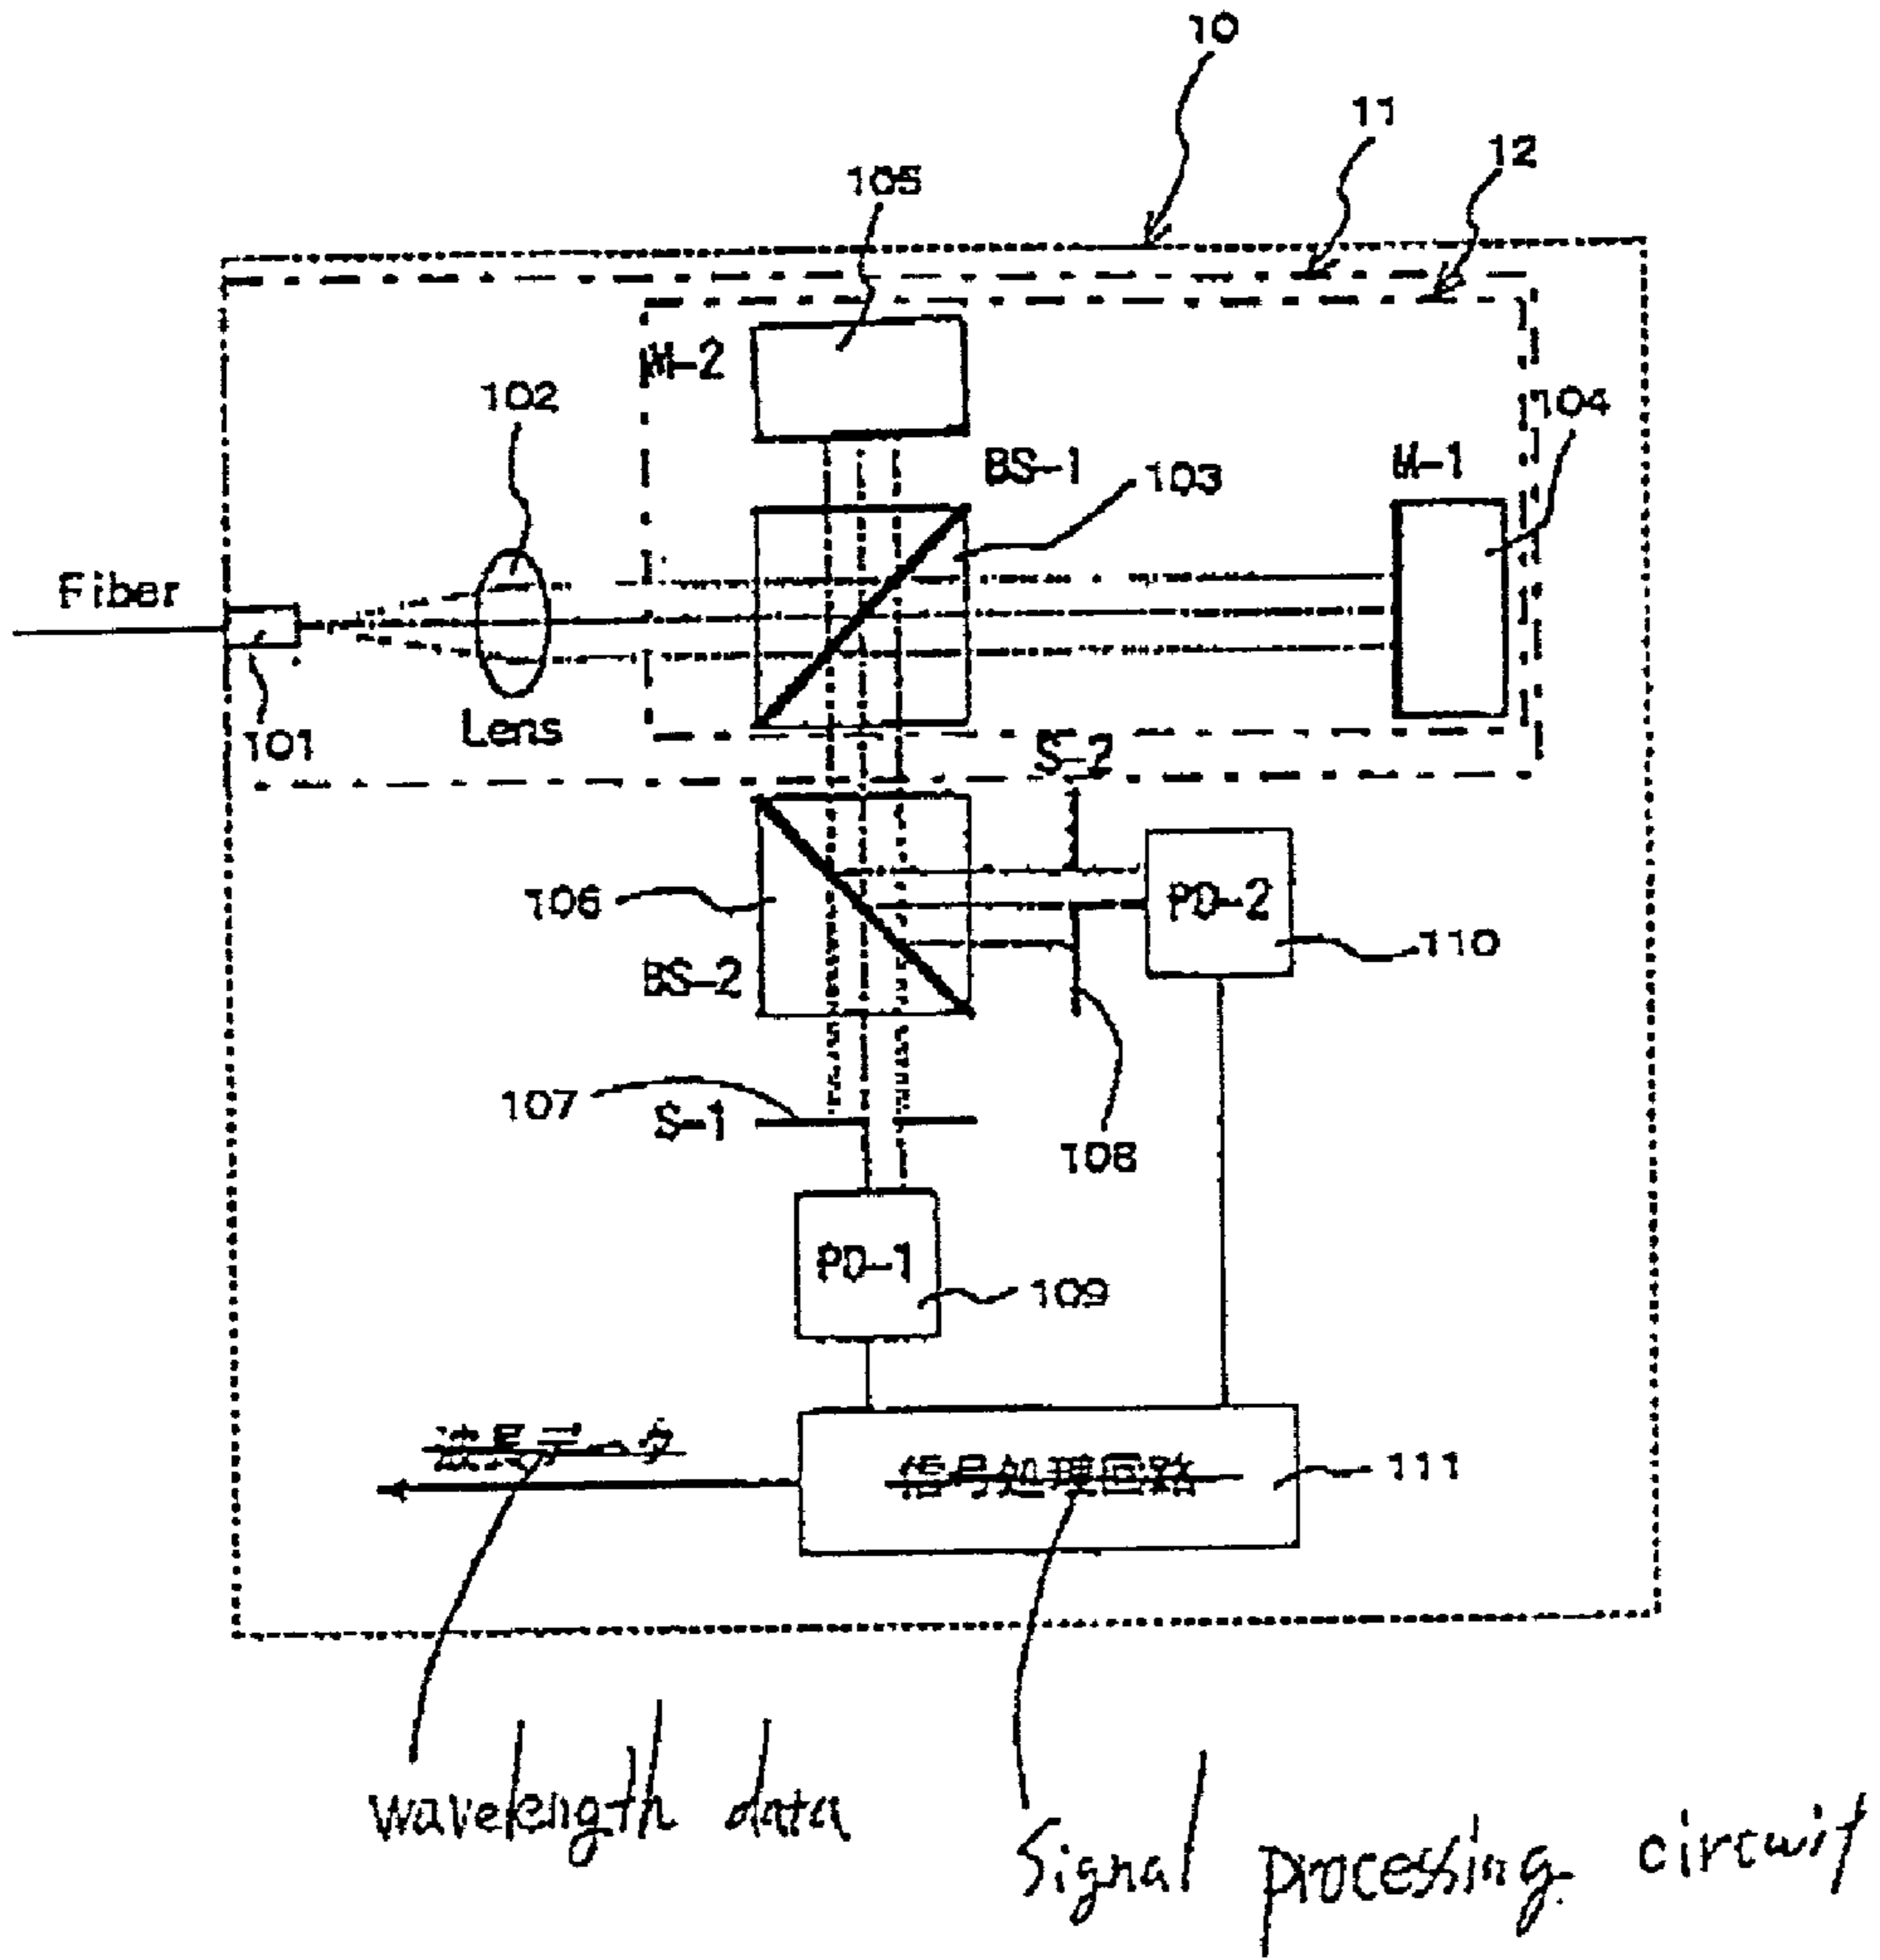 10
11
12
105
M-2
102
104
BS-1
103
M-1
Fiber
101
Lens
S-2
106
PD-2
110
BS-2
107
S-1
108
PD-1
109
波長データ
信号処理回路
111
wavelength data
Signal processing circuit